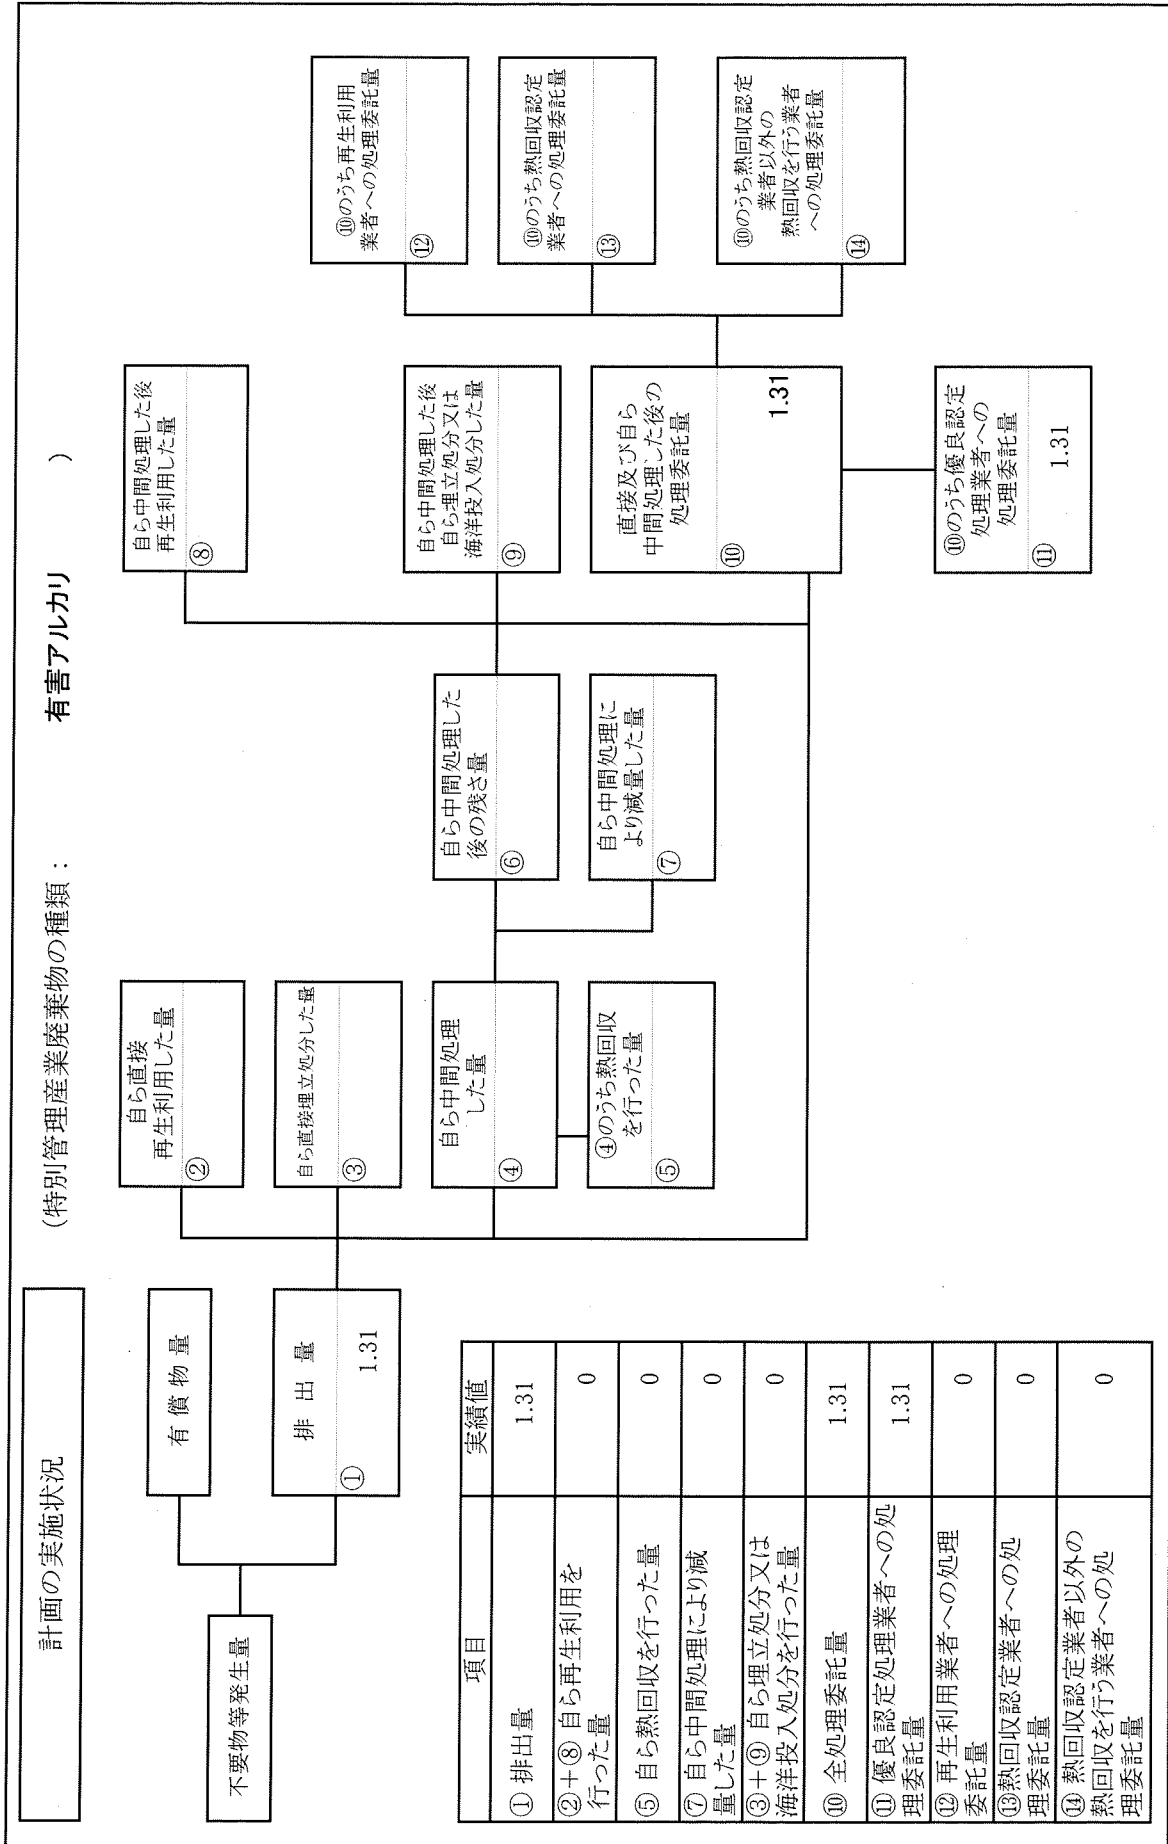 計画の実施状況
(特別管理産業廃棄物の種類： 有害アルカリ )
不要物等発生量
有 償 物 量
排 出 量
① 1.31
自ら直接
再生利用した量
②
自ら直接埋立処分した量
③
自ら中間処理
した量
④
④のうち熱回収
を行った量
⑤
自ら中間処理した
後の残さ量
⑥
自ら中間処理に
より減量した量
⑦
自ら中間処理した後
再生利用した量
⑧
自ら中間処理した後
自ら埋立処分又は
海洋投入処分した量
⑨
直接及び自ら
中間処理した後の
処理委託量
⑩ 1.31
⑩のうち優良認定
処理業者への
処理委託量
⑪ 1.31
⑩のうち再生利用
業者への処理委託量
⑫
⑩のうち熱回収認定
業者への処理委託量
⑬
⑩のうち熱回収認定
業者以外の
熱回収を行う業者
への処理委託量
⑭
項目 実績値
① 排出量 1.31
②＋⑧ 自ら再生利用を
行った量 0
⑤ 自ら熱回収を行った量 0
⑦ 自ら中間処理により減
量した量 0
③＋⑨ 自ら埋立処分又は
海洋投入処分を行った量 0
⑩ 全処理委託量 1.31
⑪ 優良認定処理業者への処
理委託量 1.31
⑫ 再生利用業者への処理
委託量 0
⑬熱回収認定業者への処
理委託量 0
⑭ 熱回収認定業者以外の
熱回収を行う業者への処
理委託量 0